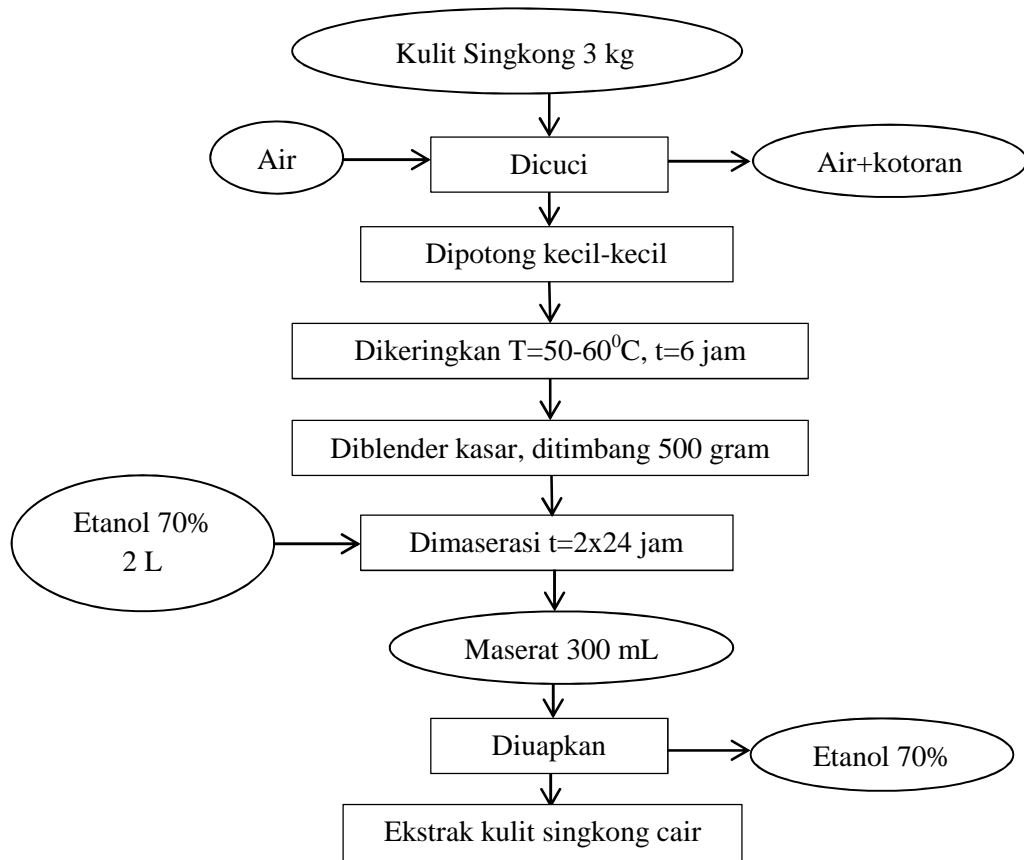 Kulit Singkong 3 kg
Air
Dicuci
Air+kotoran
Dipotong kecil-kecil
Dikeringkan T=50-60⁰C, t=6 jam
Diblender kasar, ditimbang 500 gram
Etanol 70%
2 L
Dimaserasi t=2x24 jam
Maserat 300 mL
Diuapkan
Etanol 70%
Ekstrak kulit singkong cair